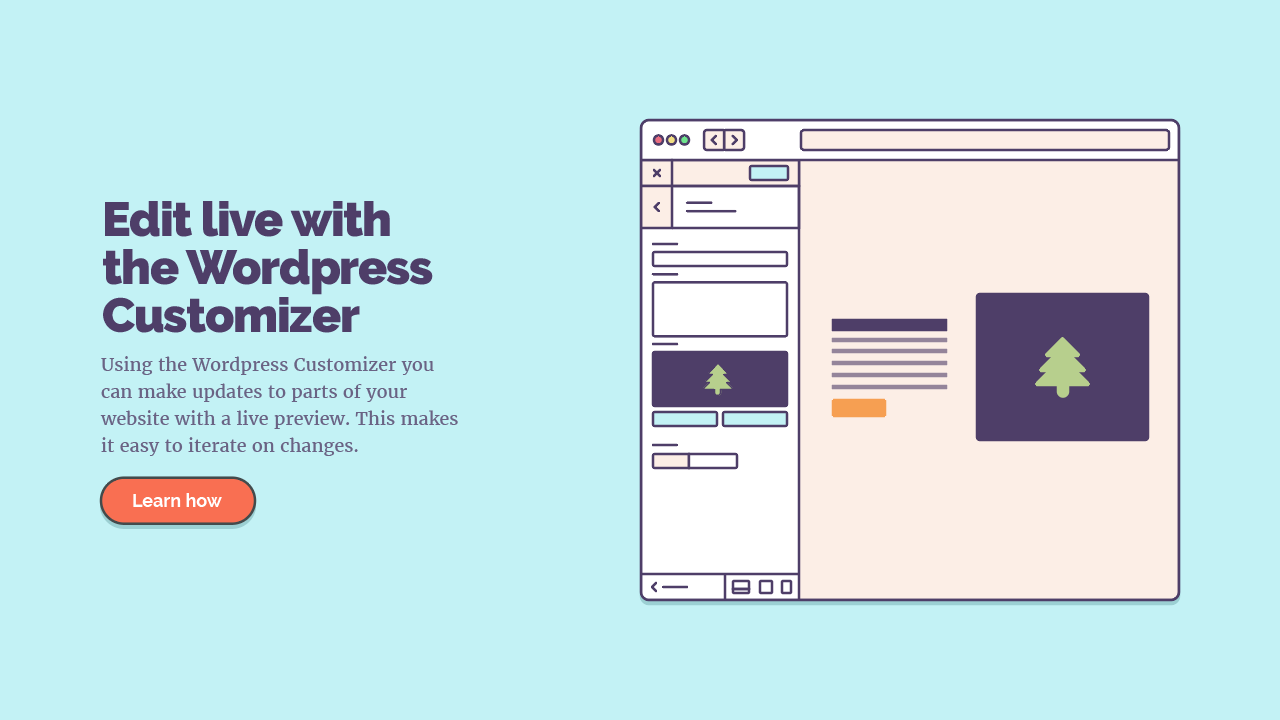 Edit live with
the Wordpress
Customizer
Using the Wordpress Customizer you
can make updates to parts of your
website with a live preview. This makes
it easy to iterate on changes.
Learn how